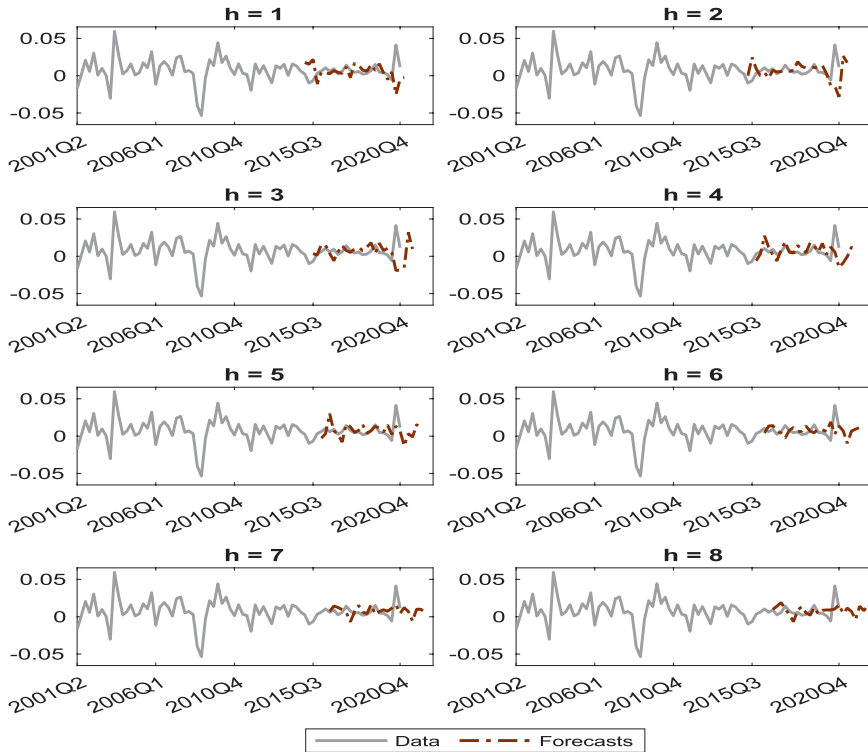 h = 1
0.05
0
-0.05
2001Q2
2006Q1
2010Q4
2015Q3
2020Q4
h = 2
0.05
0
-0.05
2001Q2
2006Q1
2010Q4
2015Q3
2020Q4
h = 3
0.05
0
-0.05
2001Q2
2006Q1
2010Q4
2015Q3
2020Q4
h = 4
0.05
0
-0.05
2001Q2
2006Q1
2010Q4
2015Q3
2020Q4
h = 5
0.05
0
-0.05
2001Q2
2006Q1
2010Q4
2015Q3
2020Q4
h = 6
0.05
0
-0.05
2001Q2
2006Q1
2010Q4
2015Q3
2020Q4
h = 7
0.05
0
-0.05
2001Q2
2006Q1
2010Q4
2015Q3
2020Q4
h = 8
0.05
0
-0.05
2001Q2
2006Q1
2010Q4
2015Q3
2020Q4
Data Forecasts